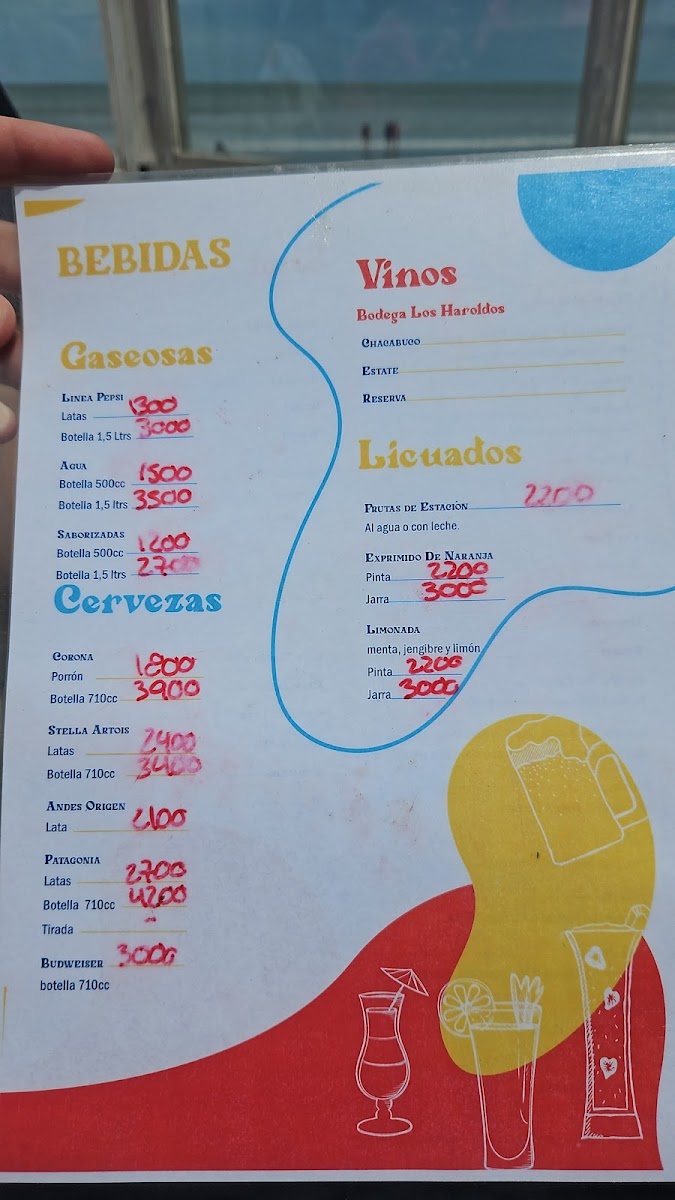 BEBIDAS
Gaseosas
LINEA PEPSI
Latas 1300
Botella 1,5 Ltrs 3000
AGUA
Botella 500cc 1500
Botella 1,5 ltrs 3500
SABORIZADAS
Botella 500cc 1200
Botella 1,5 ltrs 2700
Cervezas
CORONA
Porrón 1800
Botella 710cc 3900
STELLA ARTOIS
Latas 2400
Botella 710cc 3400
ANDES ORIGEN
Lata 2100
PATAGONIA
Latas 2700
Botella 710cc 4200
Tirada -
BUDWEISER 3000
botella 710cc
Vinos
Bodega Los Haroldos
CHACABUCO
ESTATE
RESERVA
Licuados
FRUTAS DE ESTACIÓN 2200
Al agua o con leche.
EXPRIMIDO DE NARANJA
Pinta 2200
Jarra 3000
LIMONADA
menta, jengibre y limón
Pinta 2200
Jarra 3000